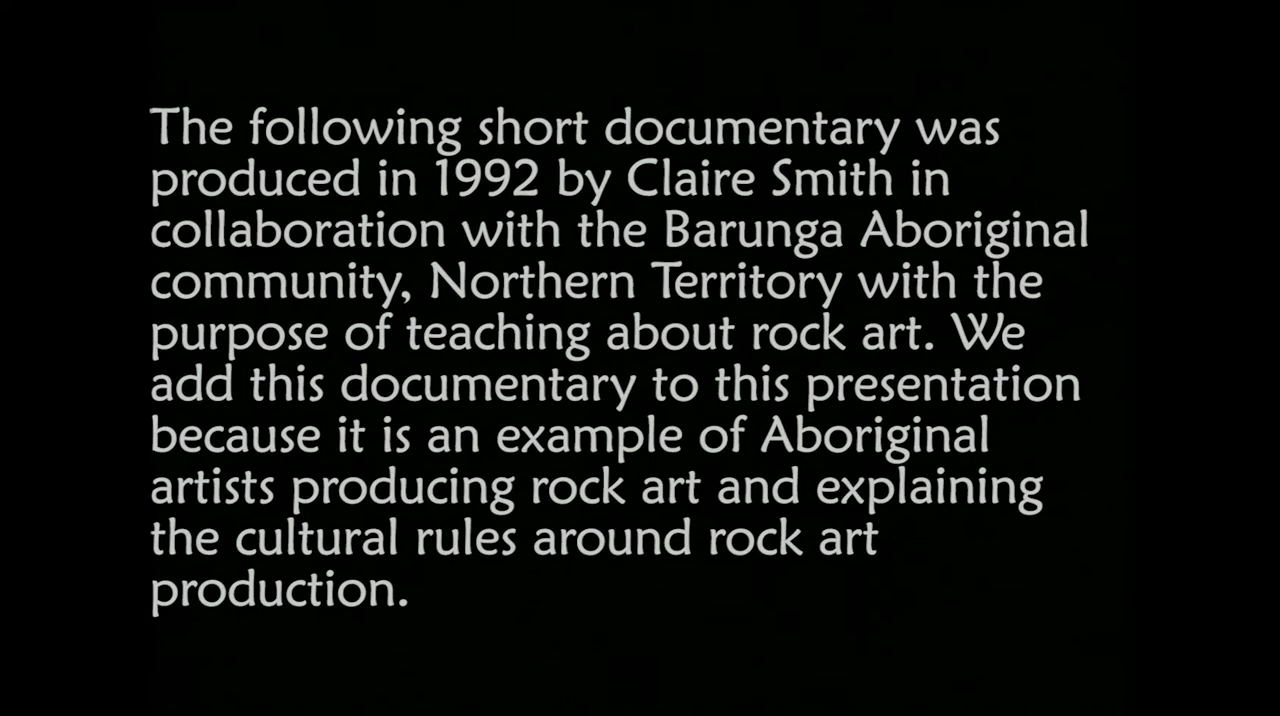 The following short documentary was
produced in 1992 by Claire Smith in
collaboration with the Barunga Aboriginal
community, Northern Territory with the
purpose of teaching about rock art. We
add this documentary to this presentation
because it is an example of Aboriginal
artists producing rock art and explaining
the cultural rules around rock art
production.